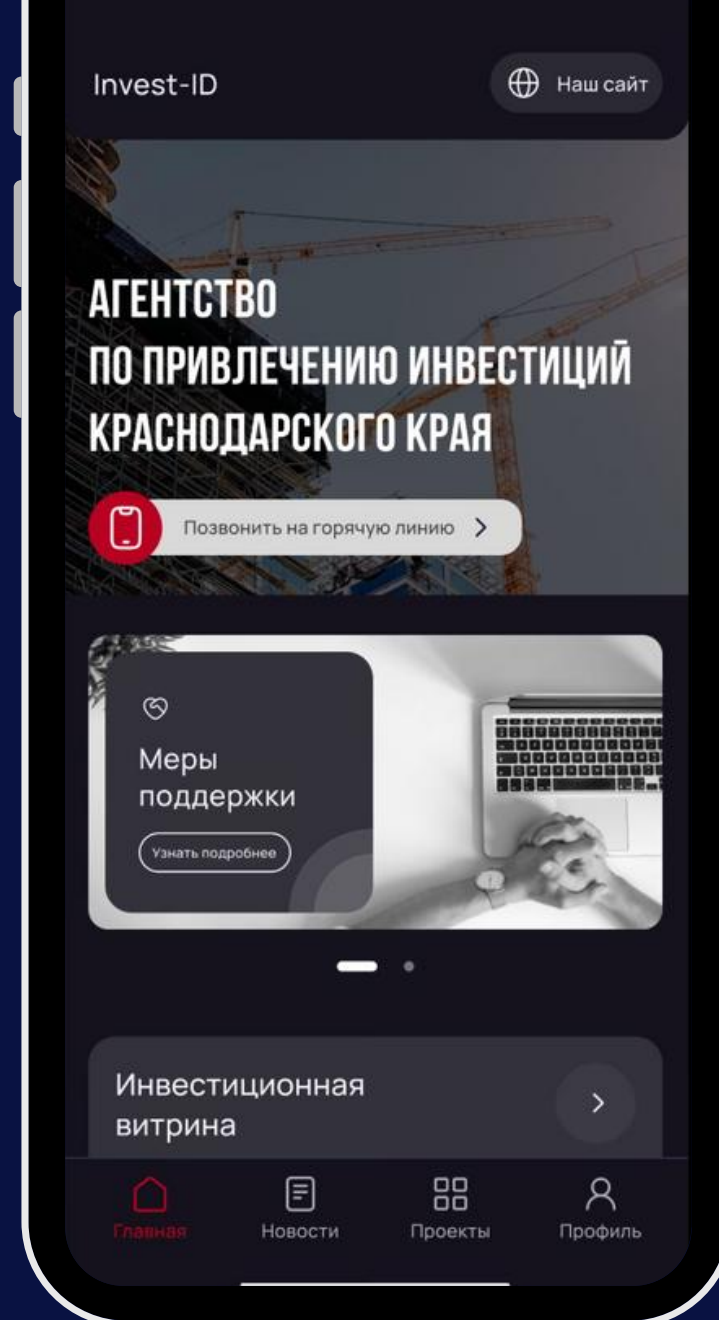 Invest-ID
Наш сайт
АГЕНТСТВО
ПО ПРИВЛЕЧЕНИЮ ИНВЕСТИЦИЙ
КРАСНОДАРСКОГО КРАЯ
Позвонить на горячую линию
Меры
поддержки
Узнать подробнее
Инвестиционная
витрина
Главная
Новости
Проекты
Профиль